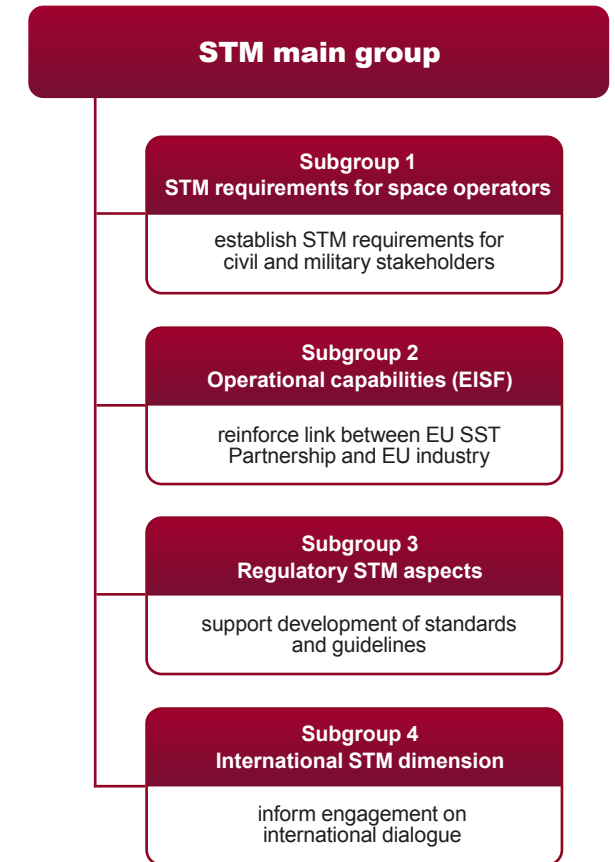 STM main group
Subgroup 1
STM requirements for space operators
establish STM requirements for
civil and military stakeholders
Subgroup 2
Operational capabilities (EISF)
reinforce link between EU SST
Partnership and EU industry
Subgroup 3
Regulatory STM aspects
support development of standards
and guidelines
Subgroup 4
International STM dimension
inform engagement on
international dialogue